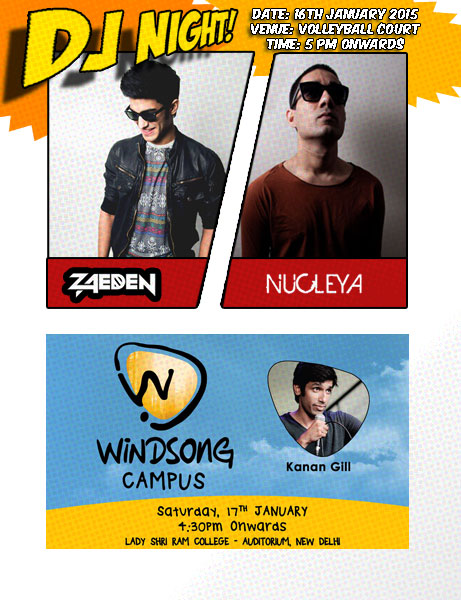 DJ NIGHT!
DATE: 16TH JANUARY 2015
VENUE: VOLLEYBALL COURT
TIME: 5 PM ONWARDS
ZAEDEN
NUCLEYA
N
WiNDSONG
CAMPUS
Kanan Gill
Saturday, 17TH JANUARY
4:30PM Onwards
LADY SHRI RAM COLLEGE - AUDITORIUM, NEW DELHI